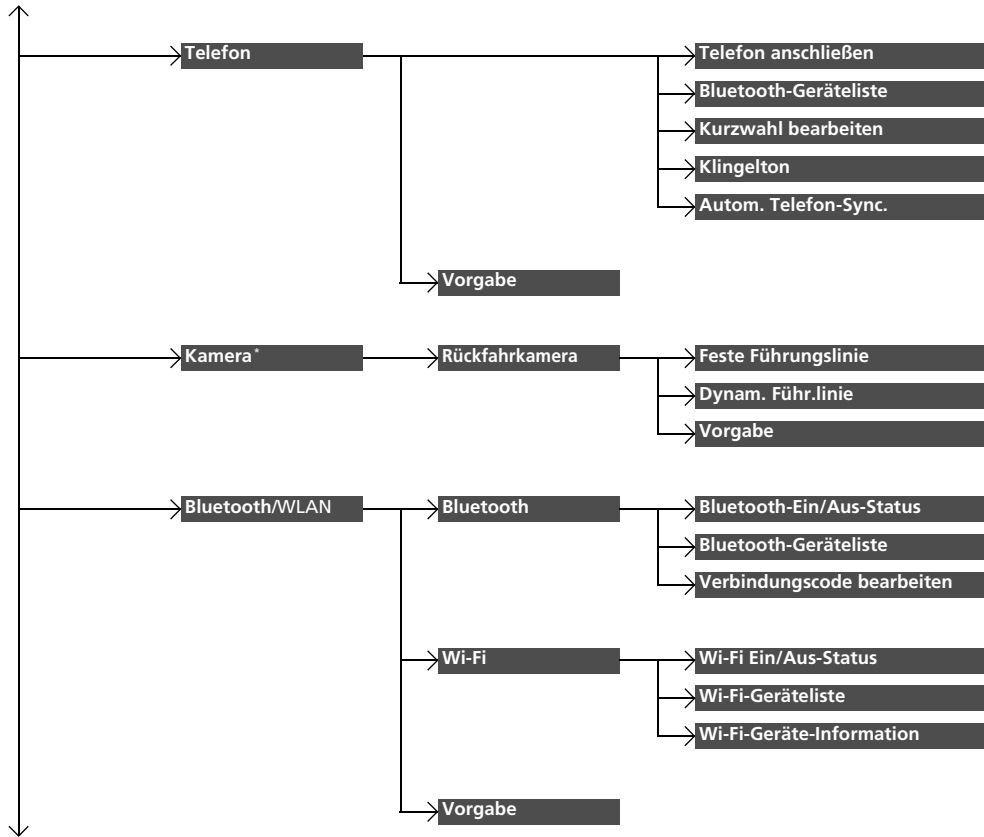 Telefon
Telefon anschließen
Bluetooth-Geräteliste
Kurzwahl bearbeiten
Klingelton
Autom. Telefon-Sync.
Vorgabe
Kamera*
Rückfahrkamera
Feste Führungslinie
Dynam. Führ.linie
Vorgabe
Bluetooth/WLAN
Bluetooth
Bluetooth-Ein/Aus-Status
Bluetooth-Geräteliste
Verbindungscode bearbeiten
Wi-Fi
Wi-Fi Ein/Aus-Status
Wi-Fi-Geräteliste
Wi-Fi-Geräte-Information
Vorgabe